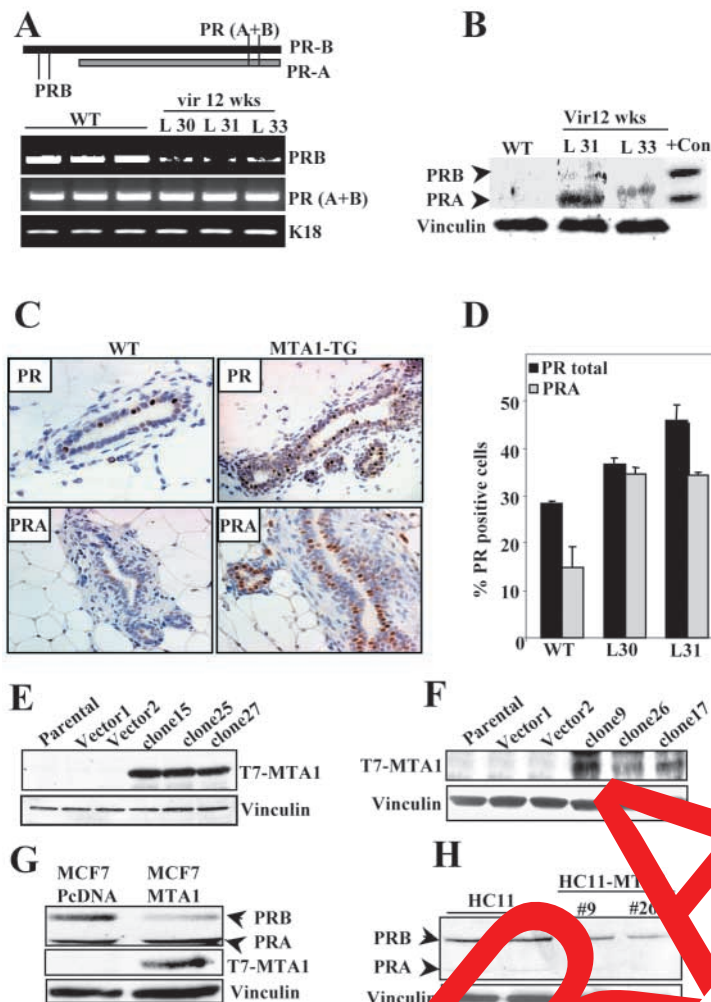 A
PR (A+B)
PR-B
PR-A
PRB
vir 12 wks
WT
L 30 L 31 L 33
PRB
PR (A+B)
K18
B
Vir12 wks
WT L 31 L 33 +Con
PRB
PRA
Vinculin
C
WT MTA1-TG
PR PR
PRA PRA
D
PR total
PRA
% PR positive cells
50
40
30
20
10
0
WT L30 L31
E
Parental Vector1 Vector2 clone15 clone25 clone27
T7-MTA1
Vinculin
F
Parental Vector1 Vector2 clone9 clone26 clone17
T7-MTA1
Vinculin
G
MCF7 MCF7
PcDNA MTA1
PRB
PRA
T7-MTA1
Vinculin
H
HC11-MT
HC11 #9
PRB
PRA
Vinculin